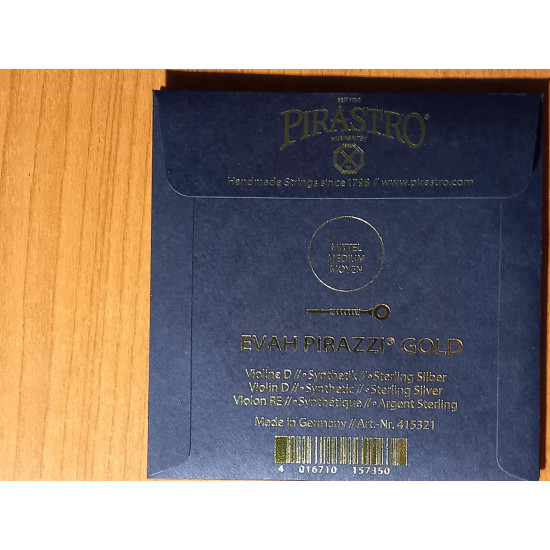 PIRASTRO®
Handmade Strings since 1798 // www.pirastro.com
MITTEL
MEDIUM
MOYEN
EVAH PIRAZZI® GOLD
Violine D // • Synthetik // • Sterling Silber
Violin D // • Synthetic // • Sterling Silver
Violon RE // • Synthétique // • Argent Sterling
Made in Germany // Art.-Nr. 415321
4 016710 157350